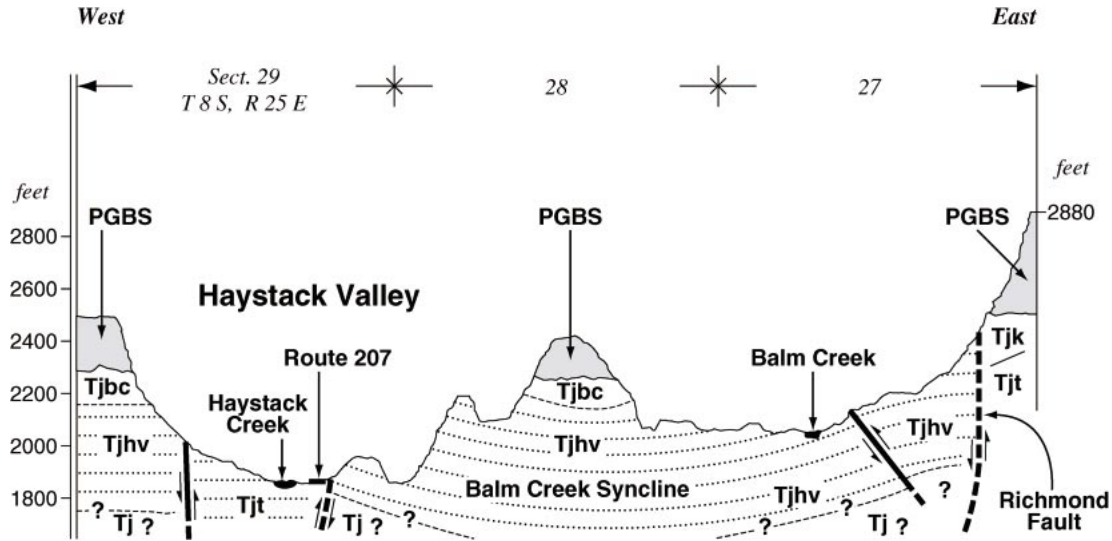 West East
Sect. 29
T 8 S, R 25 E
28
27
feet feet
PGBS PGBS PGBS
2880
2800
2600
2400
2200
2000
1800
Haystack Valley
Route 207
Balm Creek
Haystack
Creek
Tjbc Tjbc
Tjk
Tjt
Tjhv Tjhv Tjhv
Balm Creek Syncline
Tjhv
Tjt
? Tj ? Tj ? ? ? Tj ? ?
Richmond
Fault